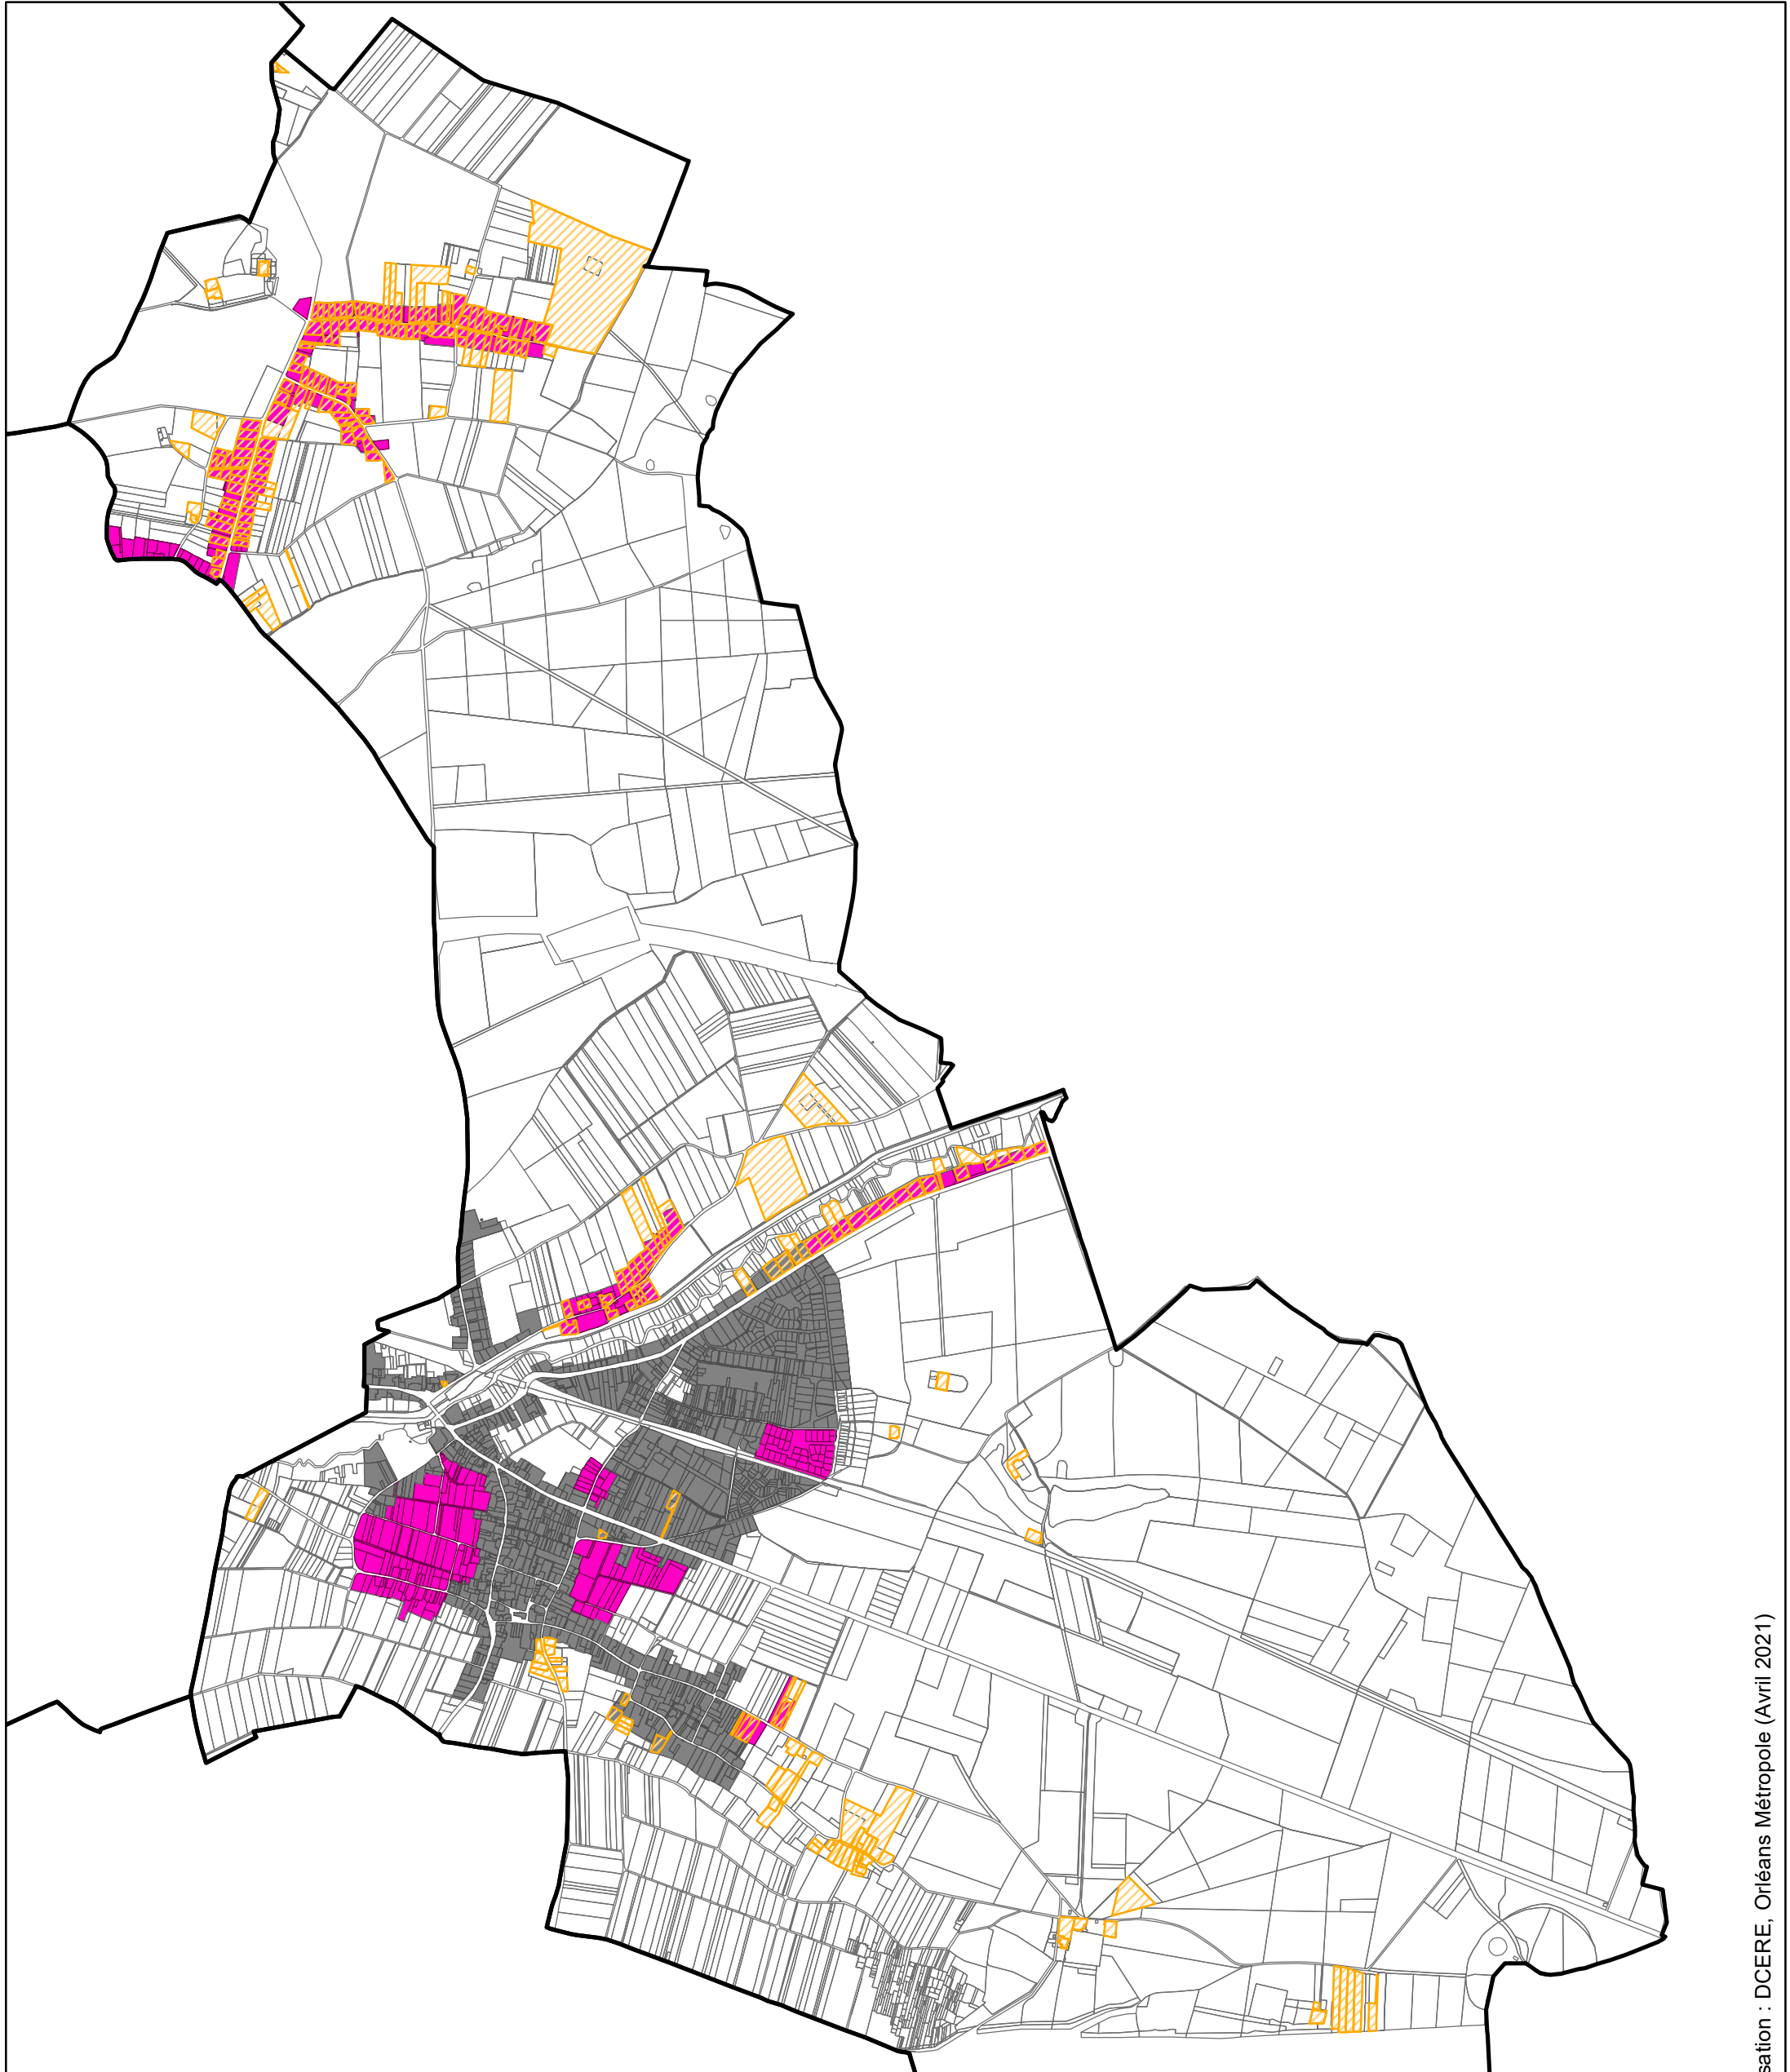 sation : DCERE, Orléans Métropole (Avril 2021)